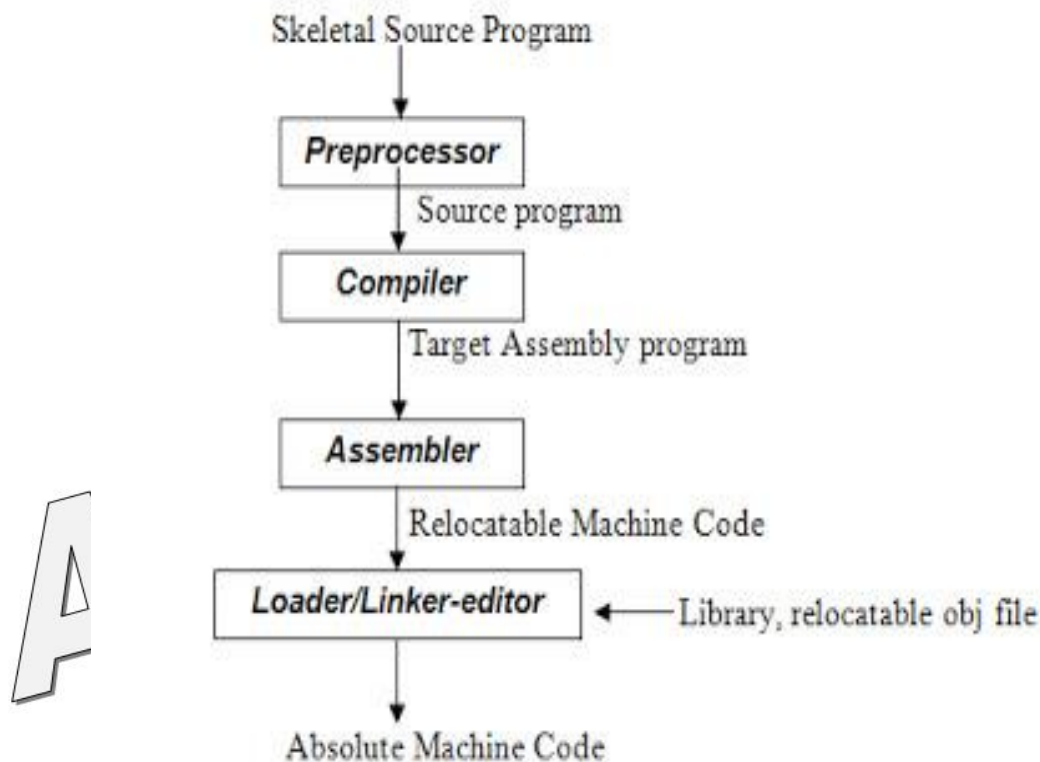 Skeletal Source Program
Preprocessor
Source program
Compiler
Target Assembly program
Assembler
Relocatable Machine Code
Loader/Linker-editor
Library, relocatable obj file
Absolute Machine Code
A